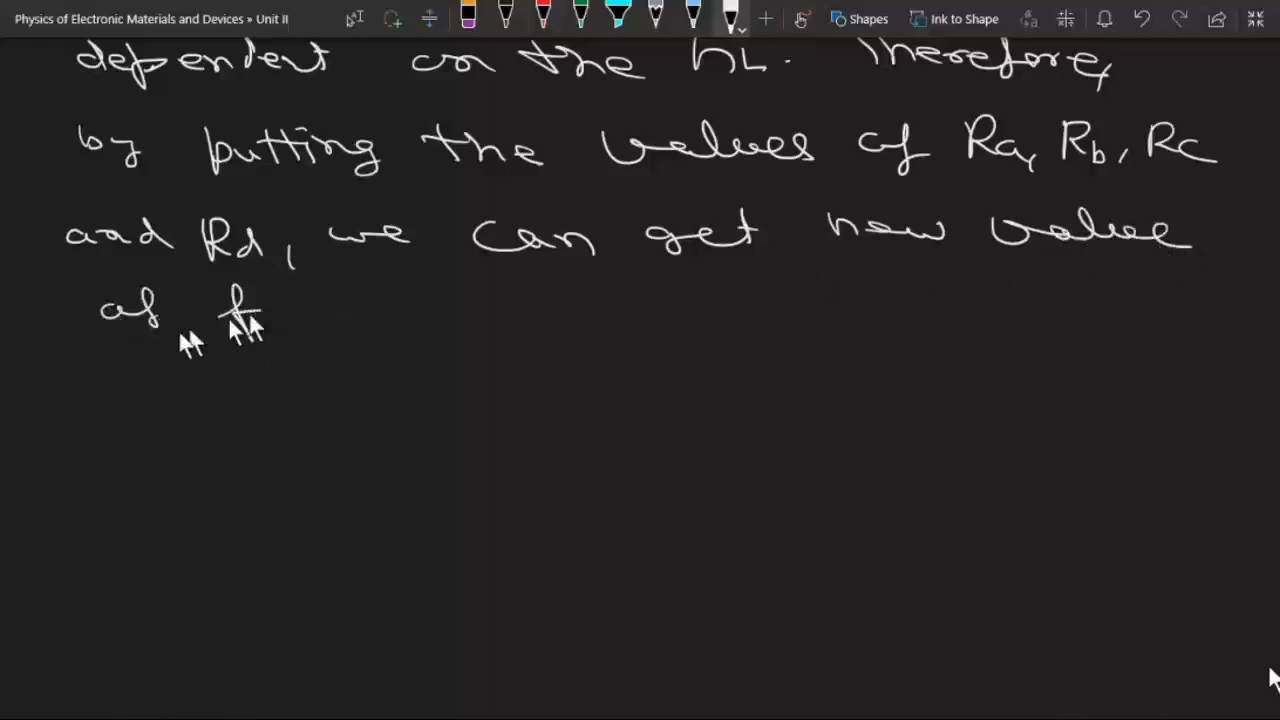 Physics of Electronic Materials and Devices » Unit II
Shapes
Ink to Shape
dependent on the nL. Therefore,
by putting the values of Ra, Rb, Rc
and Rd, we can get new value
of f